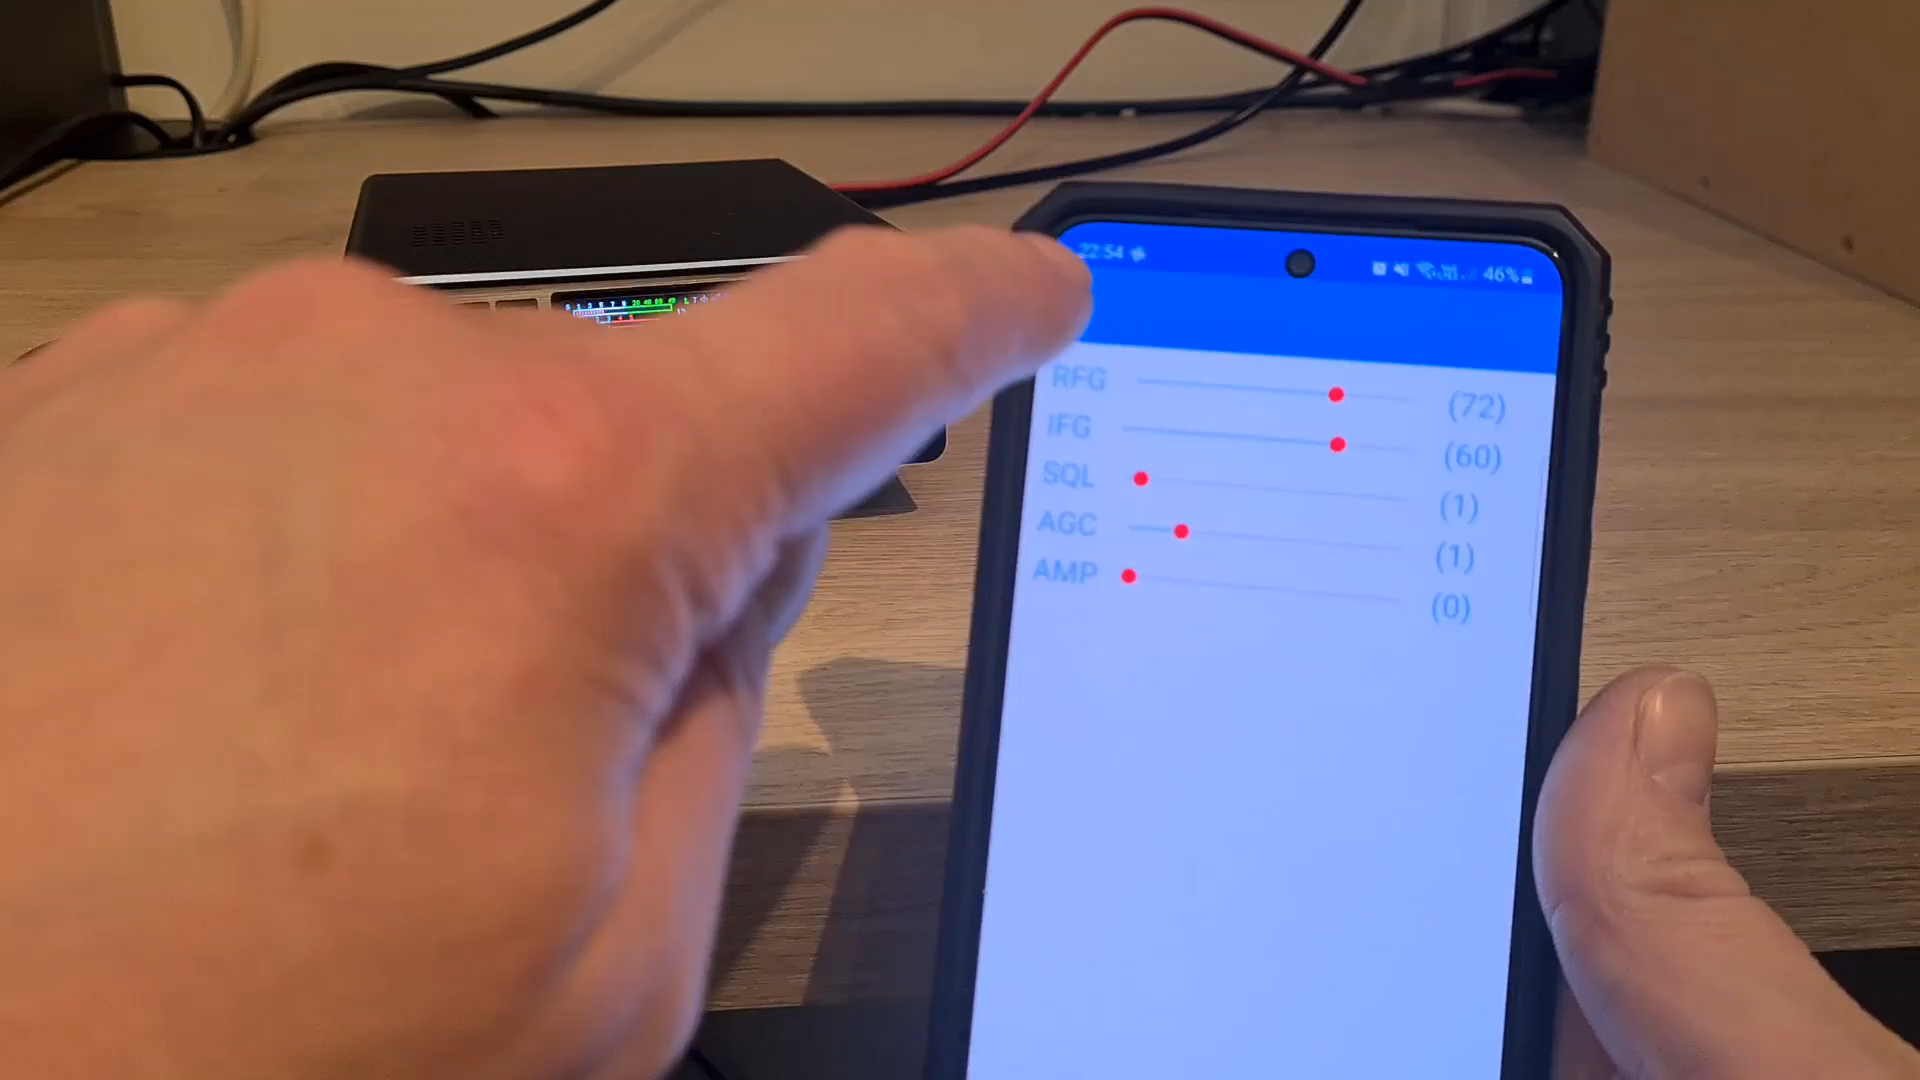 22:54
46%
RFG (72)
IFG (60)
SQL (1)
AGC (1)
AMP (0)